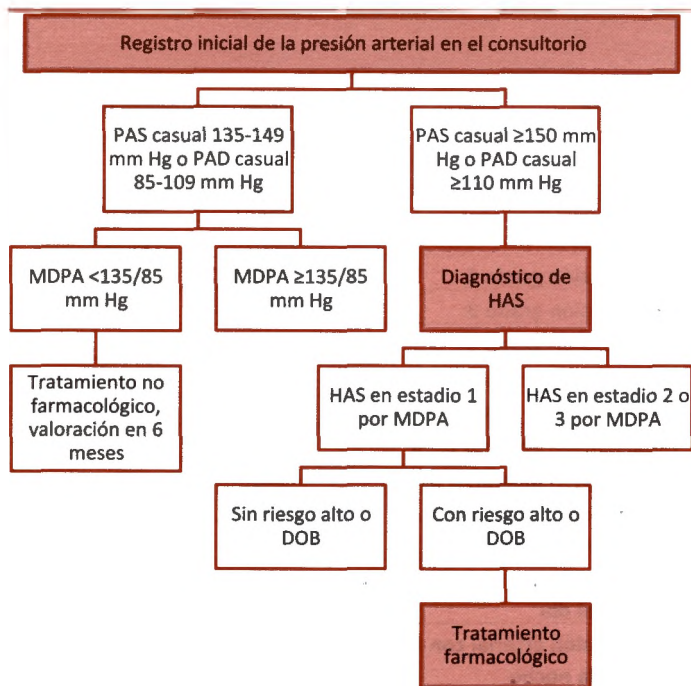 Registro inicial de la presión arterial en el consultorio
PAS casual 135-149
mm Hg o PAD casual
85-109 mm Hg
PAS casual ≥150 mm
Hg o PAD casual
≥110 mm Hg
MDPA <135/85
mm Hg
MDPA ≥135/85
mm Hg
Diagnóstico de
HAS
Tratamiento no
farmacológico,
valoración en 6
meses
HAS en estadio 1
por MDPA
HAS en estadio 2 o
3 por MDPA
Sin riesgo alto o
DOB
Con riesgo alto o
DOB
Tratamiento
farmacológico